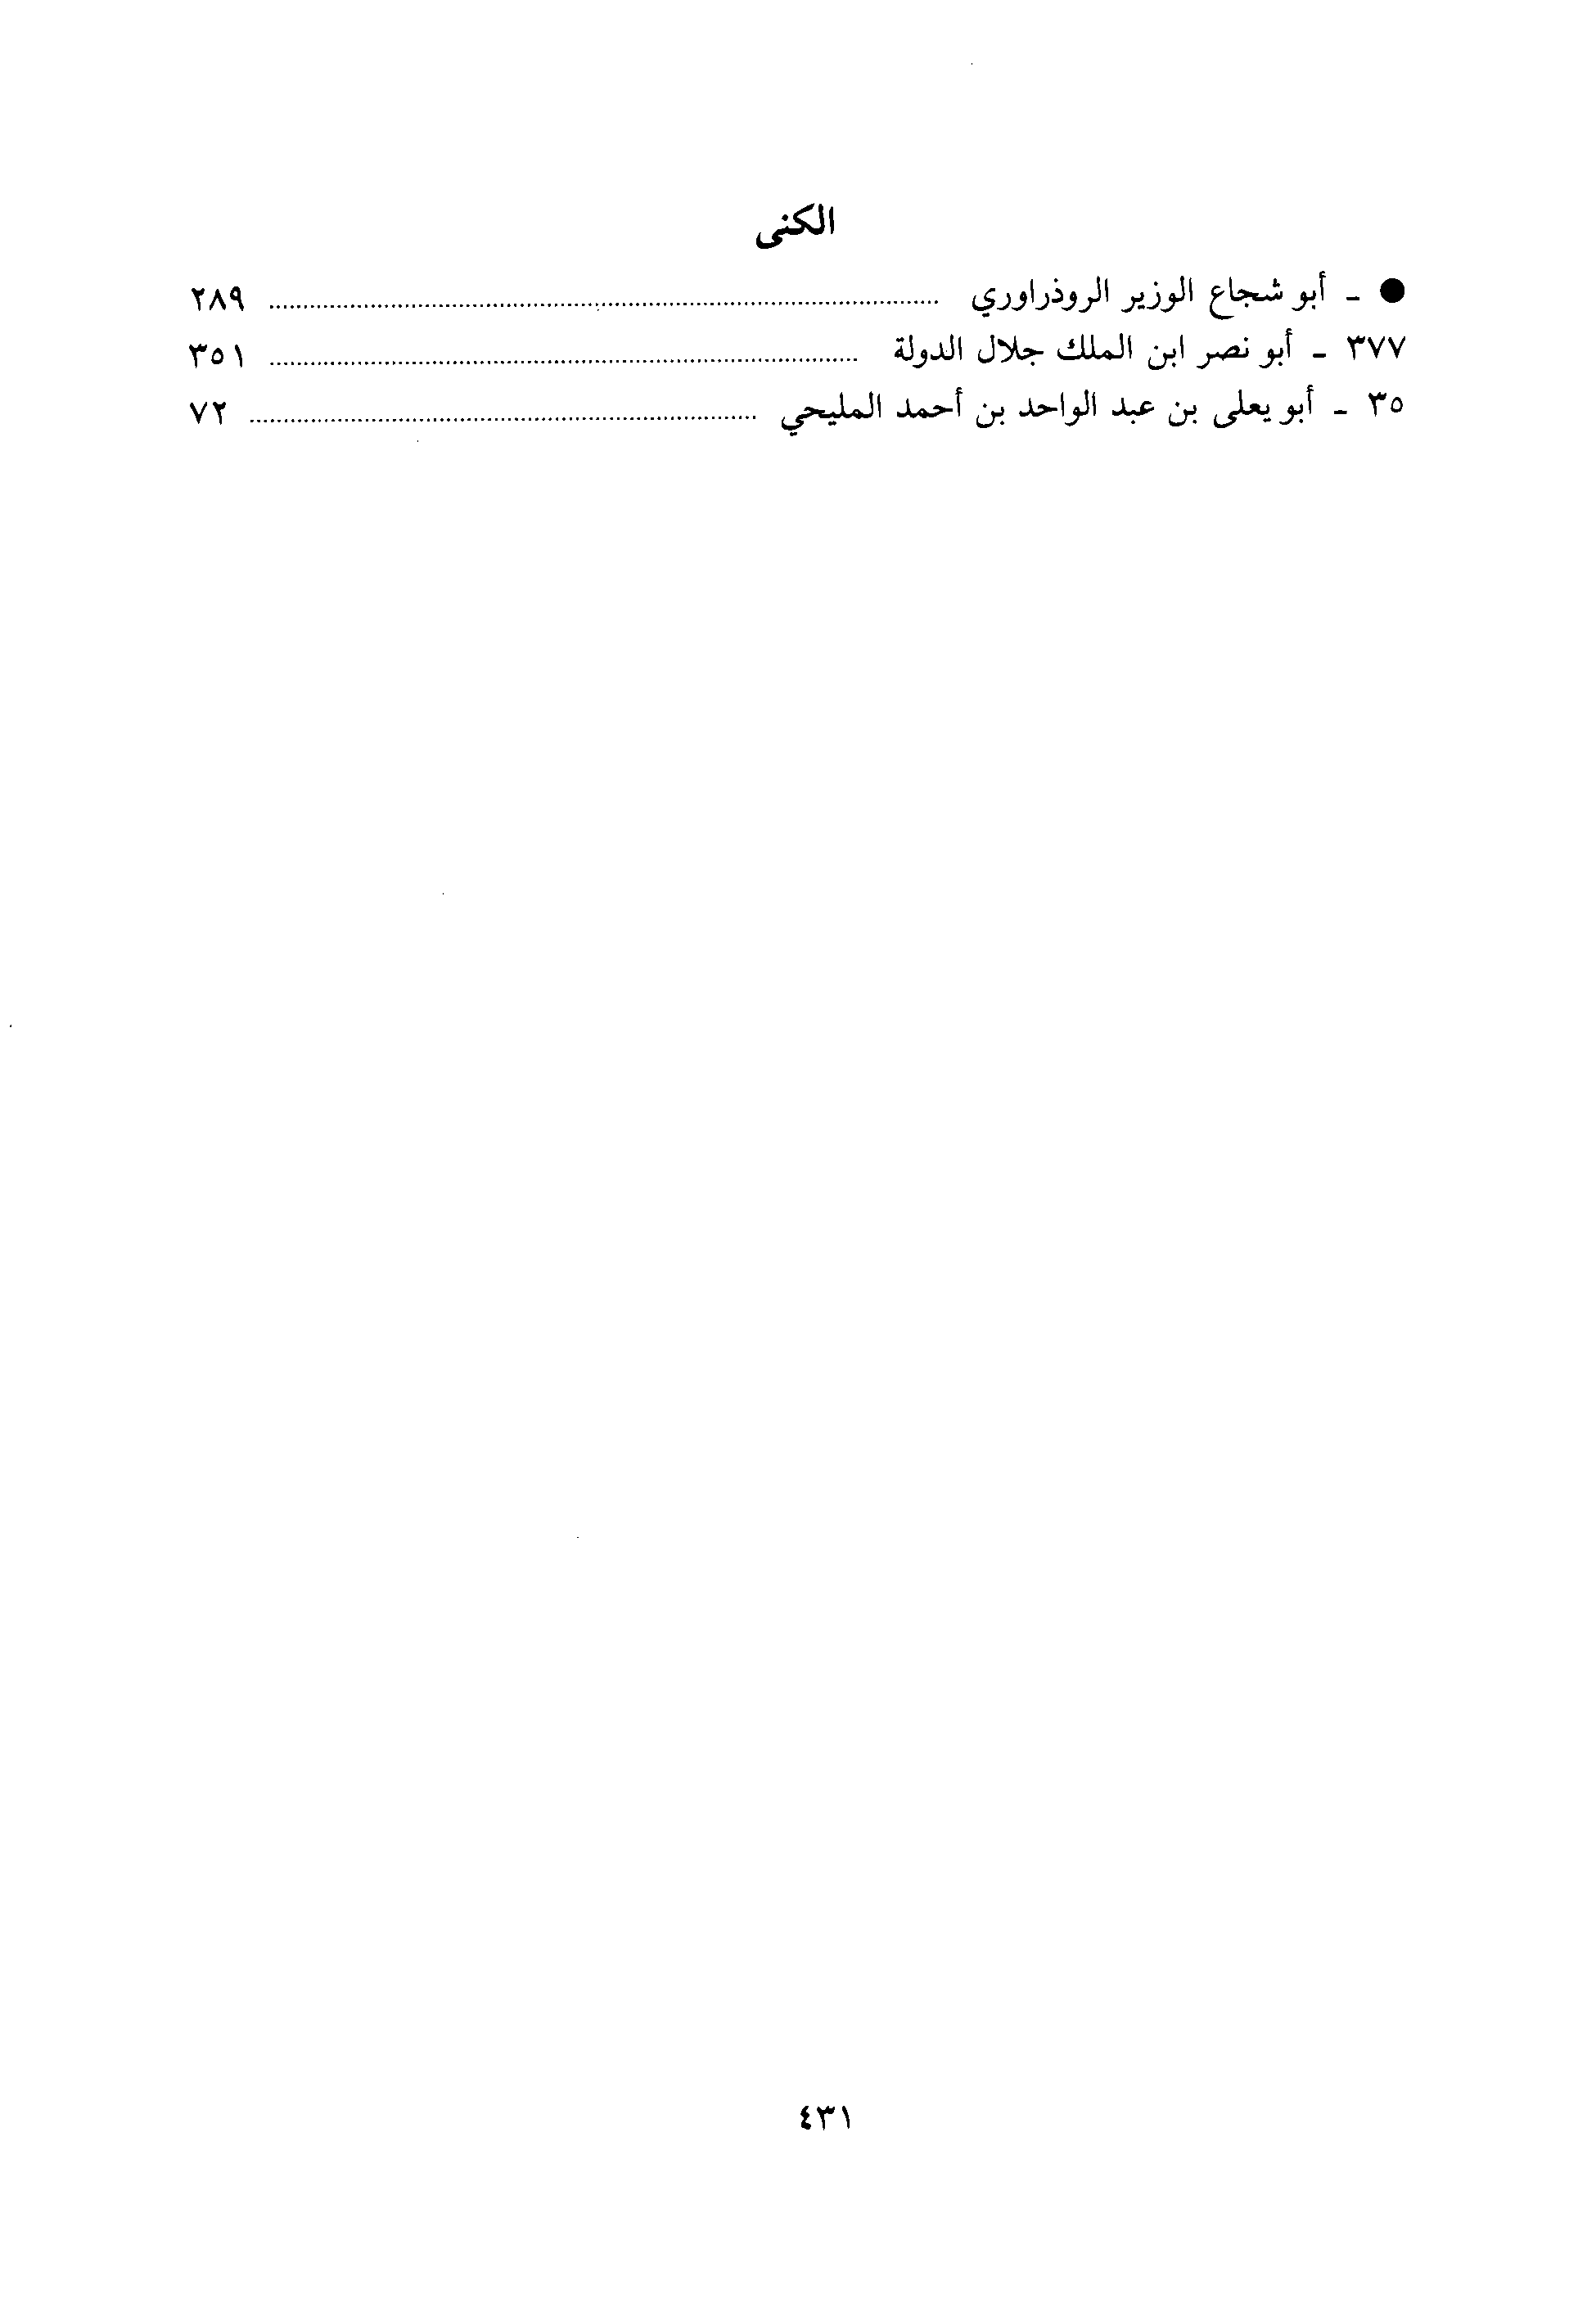 الكنى
● - أبو شجاع الوزير الروذراوري ........ ٢٨٩
٣٧٧ - أبو نصر ابن الملك جلال الدولة ........ ٣٥١
٣٥ - أبو يعلى بن عبد الواحد بن أحمد المليحي ........ ٧٢
٤٣١